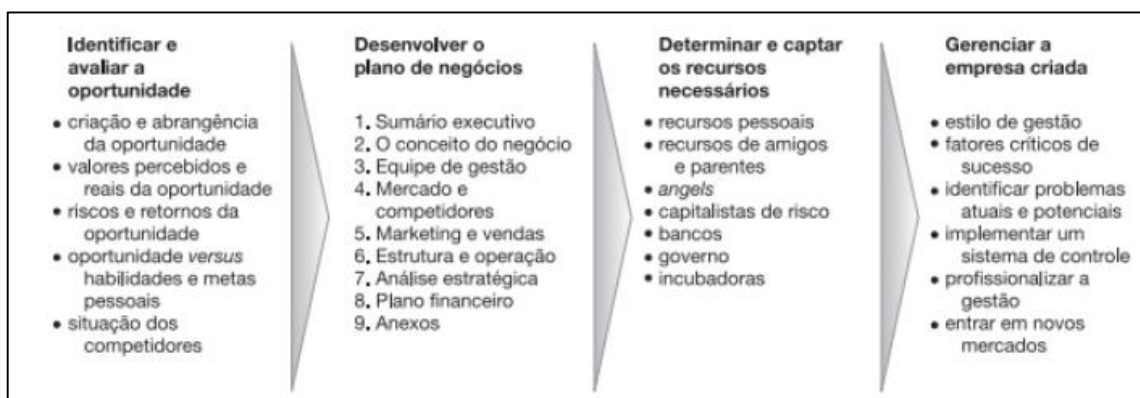 Identificar e
avaliar a
oportunidade
• criação e abrangência
da oportunidade
• valores percebidos e
reais da oportunidade
• riscos e retornos da
oportunidade
• oportunidade versus
habilidades e metas
pessoais
• situação dos
competidores
Desenvolver o
plano de negócios
1. Sumário executivo
2. O conceito do negócio
3. Equipe de gestão
4. Mercado e
competidores
5. Marketing e vendas
6. Estrutura e operação
7. Análise estratégica
8. Plano financeiro
9. Anexos
Determinar e captar
os recursos
necessários
• recursos pessoais
• recursos de amigos
e parentes
• angels
• capitalistas de risco
• bancos
• governo
• incubadoras
Gerenciar a
empresa criada
• estilo de gestão
• fatores críticos de
sucesso
• identificar problemas
atuais e potenciais
• implementar um
sistema de controle
• profissionalizar a
gestão
• entrar em novos
mercados